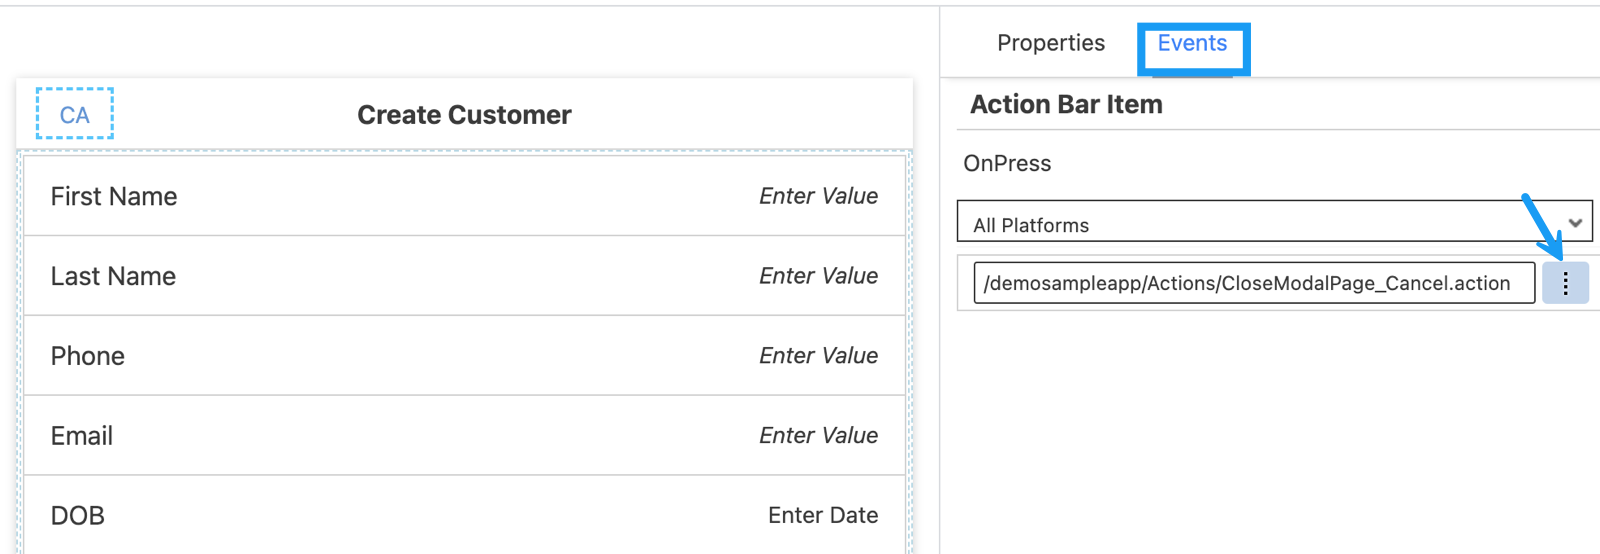 Properties
Events
CA
Create Customer
Action Bar Item
First Name
Enter Value
OnPress
All Platforms
Last Name
Enter Value
/demosampleapp/Actions/CloseModalPage_Cancel.action
Phone
Enter Value
Email
Enter Value
DOB
Enter Date